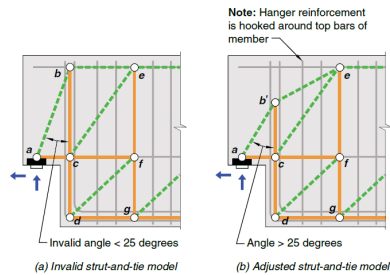 Note: Hanger reinforcement
is hooked around top bars of
member
b
e
a
c
f
d
g
Invalid angle < 25 degrees
(a) Invalid strut-and-tie model
e
b'
a
c
f
d
g
Angle > 25 degrees
(b) Adjusted strut-and-tie model